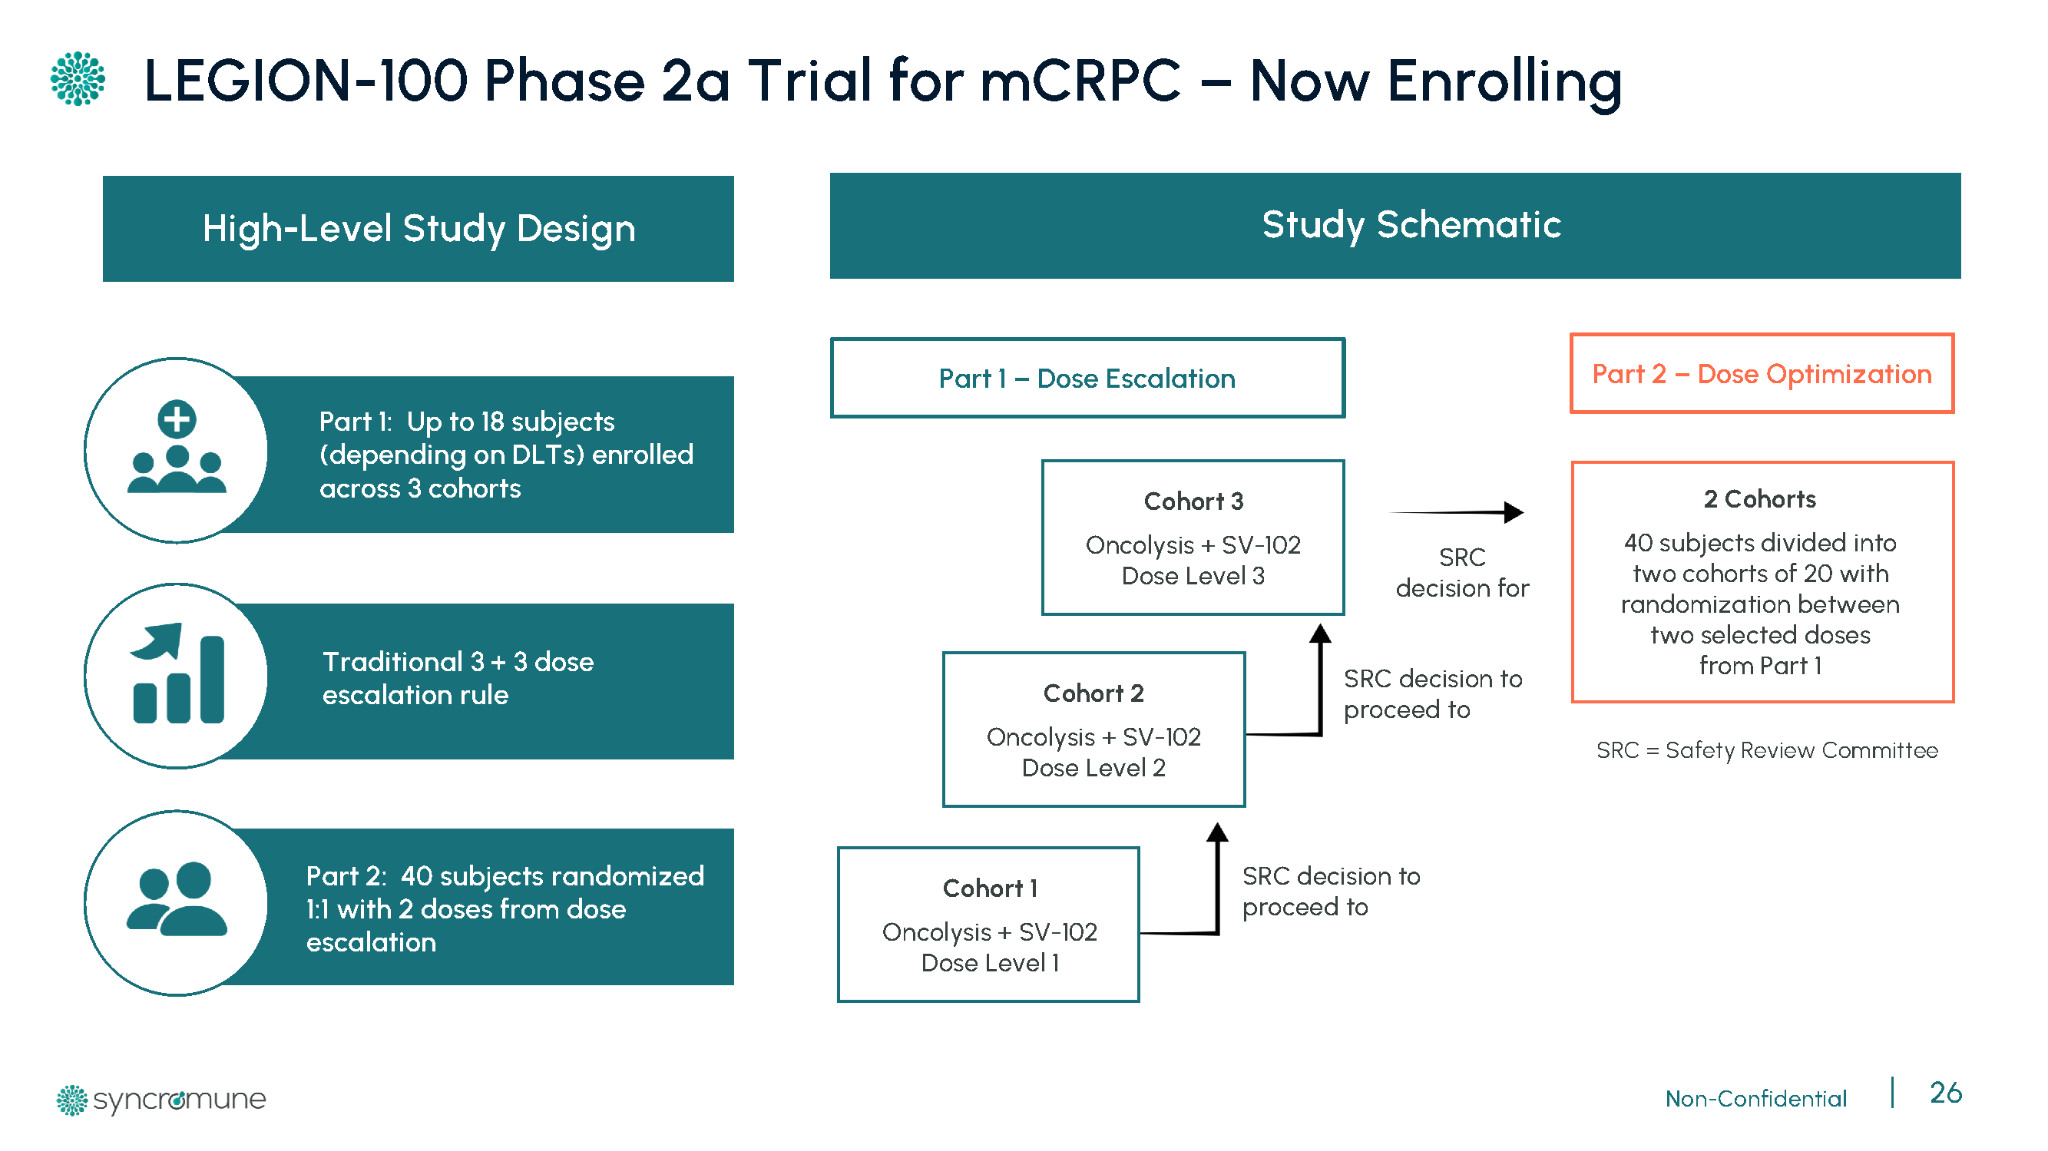 LEGION-100 Phase 2a Trial for mCRPC – Now Enrolling
High-Level Study Design
Part 1:  Up to 18 subjects
(depending on DLTs) enrolled
across 3 cohorts
Traditional 3 + 3 dose
escalation rule
Part 2:  40 subjects randomized
1:1 with 2 doses from dose
escalation
Study Schematic
Part 1 – Dose Escalation
Cohort 3
Oncolysis + SV-102
Dose Level 3
SRC
decision for
Cohort 2
Oncolysis + SV-102
Dose Level 2
SRC decision to
proceed to
Cohort 1
Oncolysis + SV-102
Dose Level 1
SRC decision to
proceed to
Part 2 – Dose Optimization
2 Cohorts
40 subjects divided into
two cohorts of 20 with
randomization between
two selected doses
from Part 1
SRC = Safety Review Committee
syncromune
Non-Confidential
26